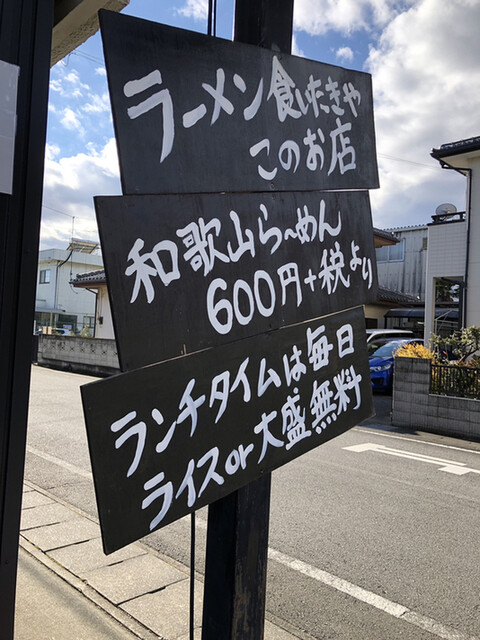 ラーメン食いたきゃ
このお店
和歌山ら〜めん
600円+税より
ランチタイムは毎日
ライスor大盛無料